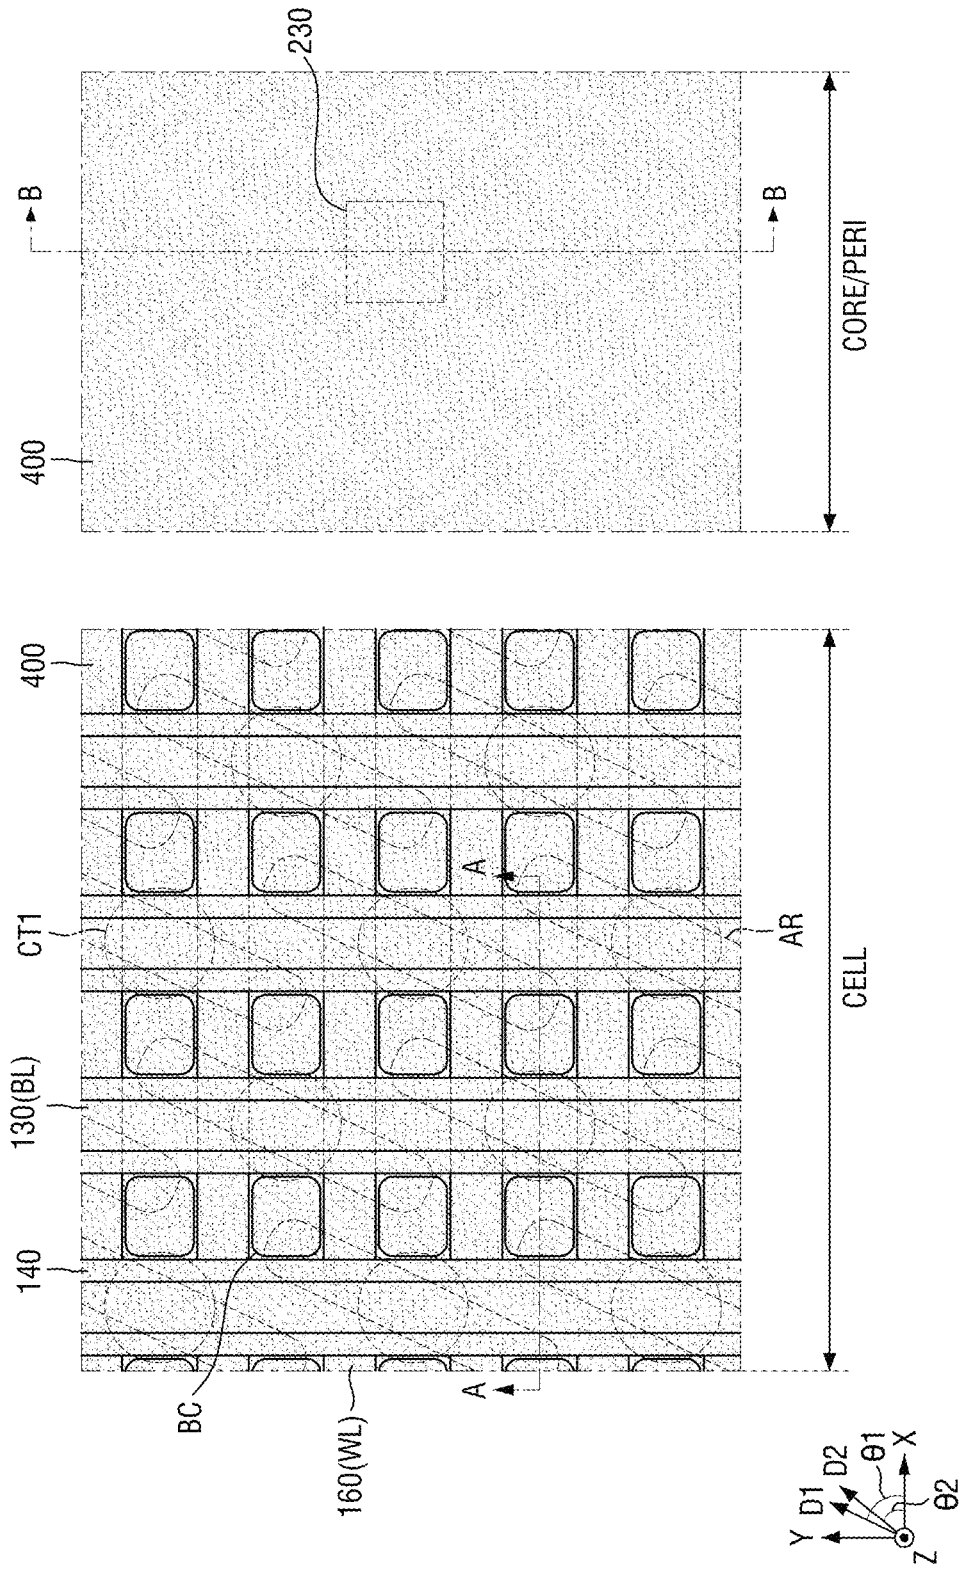 140
130(BL)
CT1
400
400
230
B
B
BC
160(WL)
A
A
AR
CELL
CORE/PERI
Y
D1
D2
θ1
X
θ2
Z